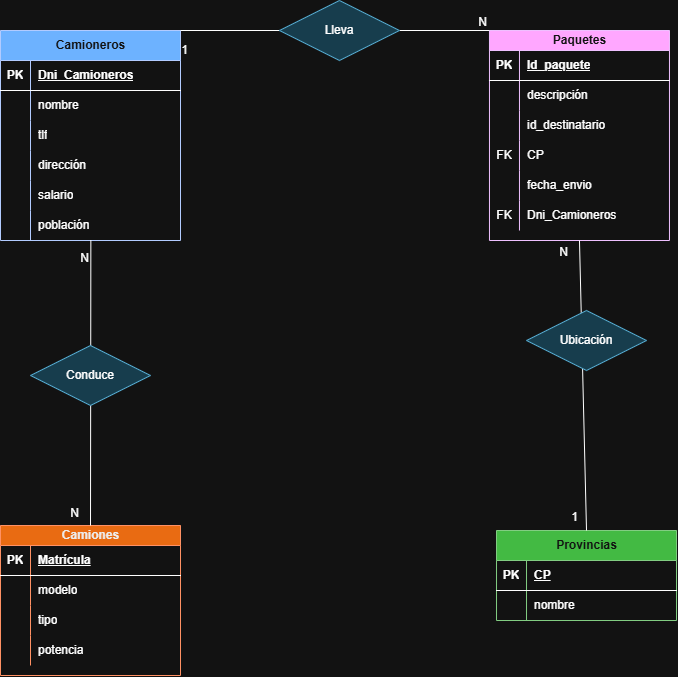 Camioneros
PK Dni_Camioneros
nombre
tlf
dirección
salario
población
1
Lleva
N
Paquetes
PK Id_paquete
descripción
id_destinatario
FK CP
fecha_envio
FK Dni_Camioneros
N
Conduce
N
N
Ubicación
1
Camiones
PK Matrícula
modelo
tipo
potencia
Provincias
PK CP
nombre